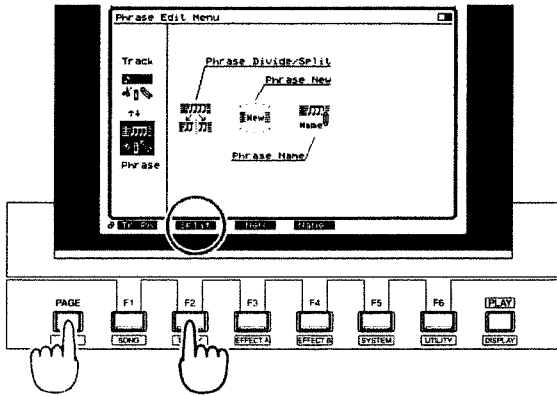 Phrase Edit Menu
Track
Phrase Divide/Split
Phrase New
New
Name
Phrase Name
Phrase
Split
New
Name
PAGE F1 F2 F3 F4 F5 F6 PLAY
SONG EFFECT A EFFECT B SYSTEM UTILITY DISPLAY